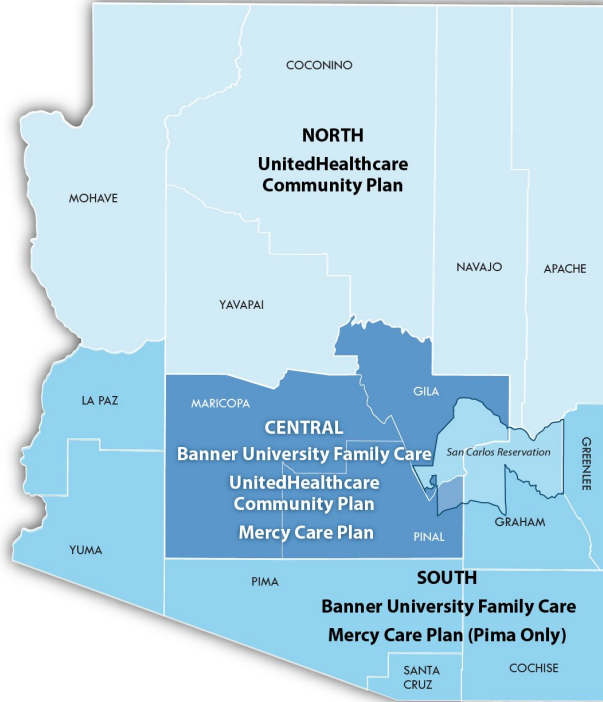 COCONINO
NORTH
UnitedHealthcare
Community Plan
MOHAVE
NAVAJO
APACHE
YAVAPAI
LA PAZ
MARICOPA
GILA
CENTRAL
Banner University Family Care
UnitedHealthcare
Community Plan
Mercy Care Plan
San Carlos Reservation
GREENLEE
GRAHAM
PINAL
YUMA
PIMA
SOUTH
Banner University Family Care
Mercy Care Plan (Pima Only)
SANTA
CRUZ
COCHISE